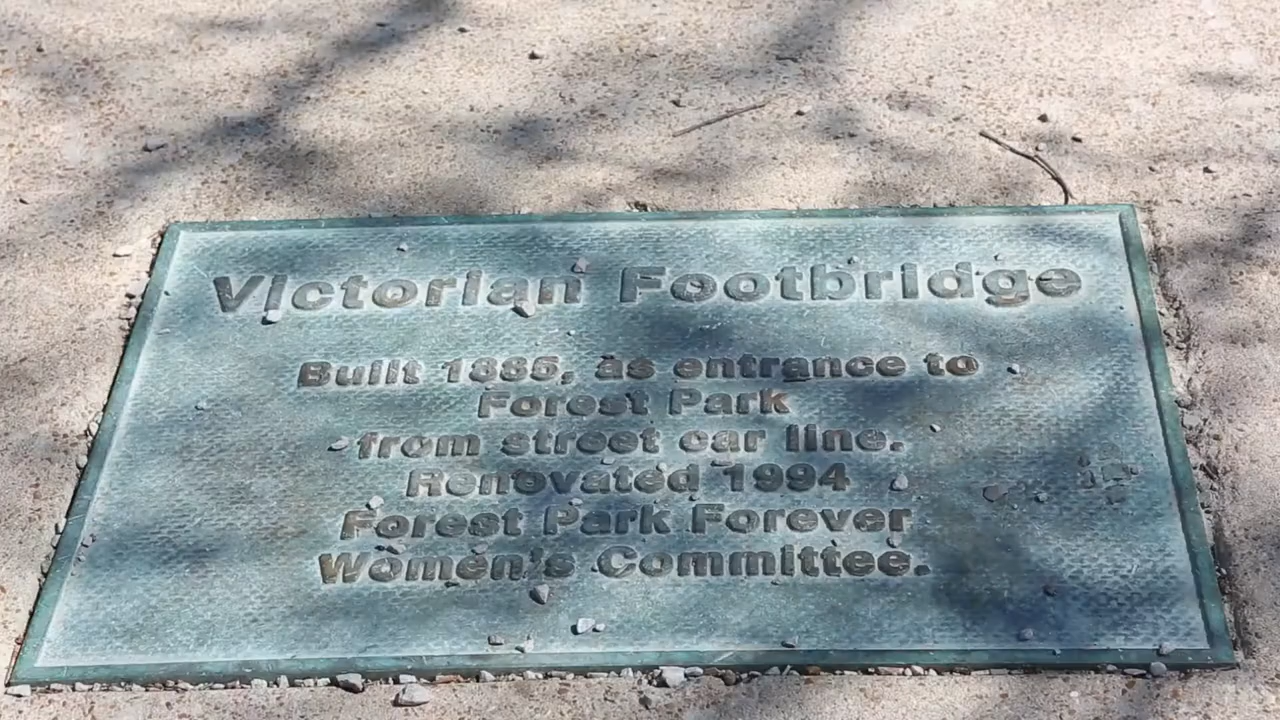 Victorian Footbridge
Built 1885, as entrance to
Forest Park
from street car line.
Renovated 1994
Forest Park Forever
Women's Committee.